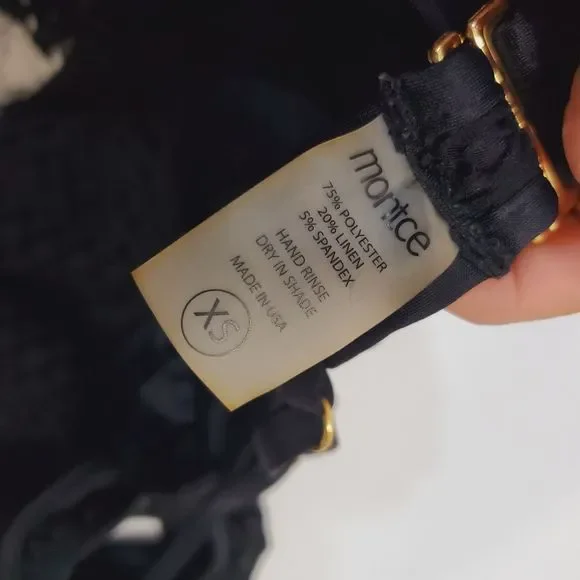 montce
75% POLYESTER
20% LINEN
5% SPANDEX
HAND RINSE
DRY IN SHADE
MADE IN USA
XS